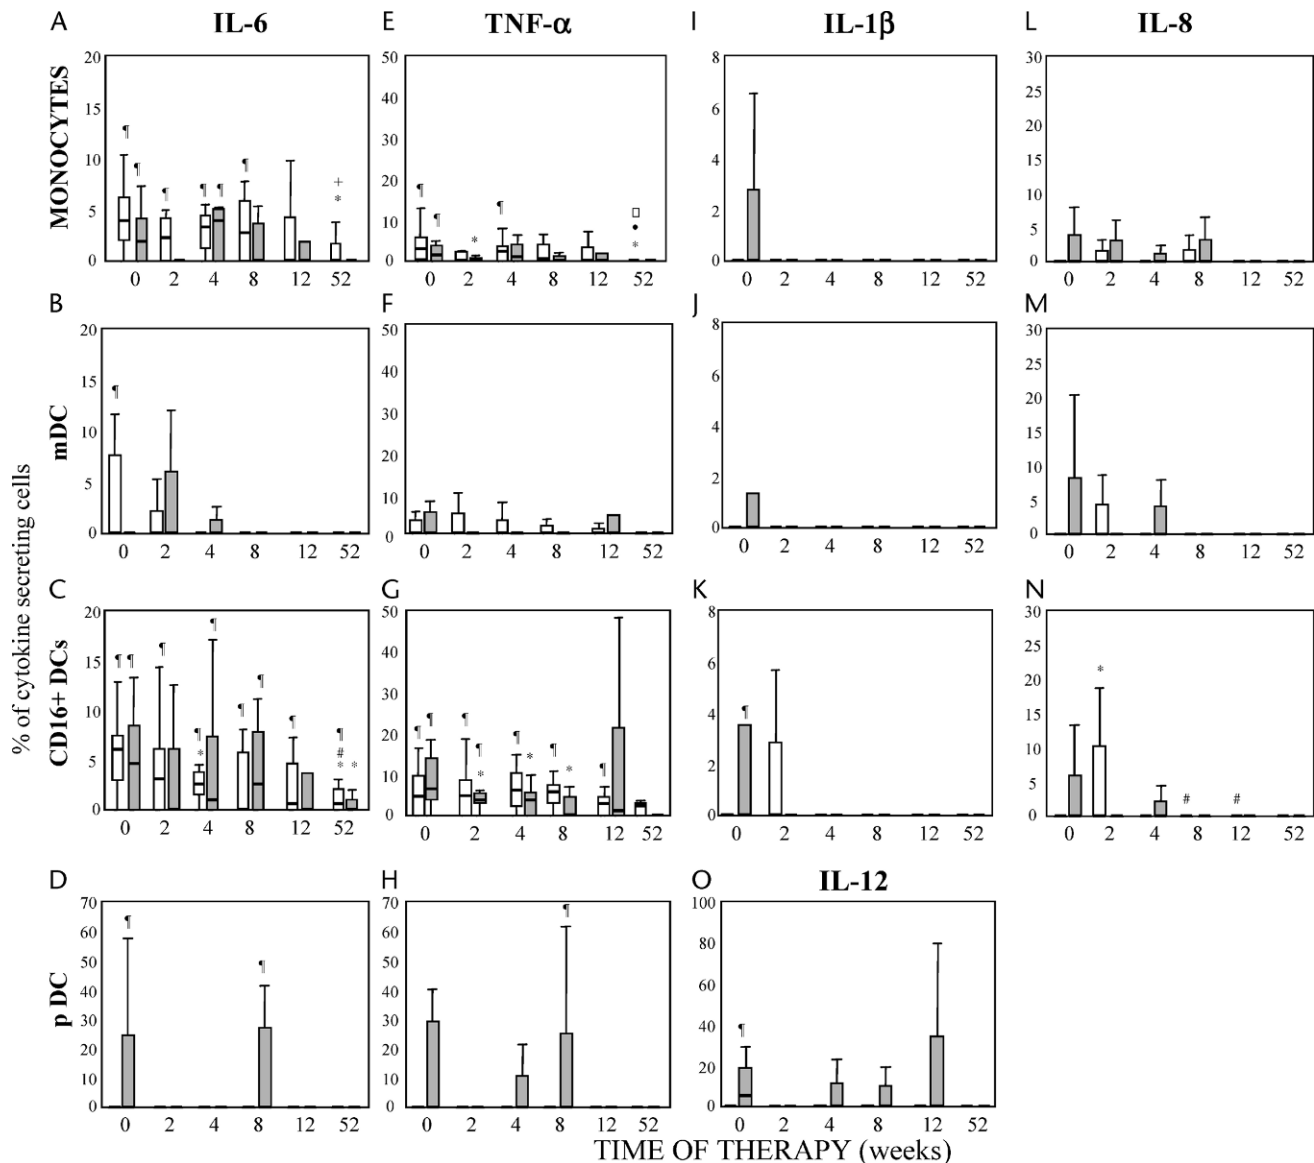 A IL-6 E TNF-α I IL-1β L IL-8
MONOCYTES
20 15 10 5 0
¶ ¶ ¶ ¶ ¶ ¶ + *
0 2 4 8 12 52
50 40 30 20 10 0
¶ ¶ * ¶ □ • *
0 2 4 8 12 52
8 6 4 2 0
0 2 4 8 12 52
30 25 20 15 10 5 0
0 2 4 8 12 52
B F J M
mDC
20 15 10 5 0
¶
0 2 4 8 12 52
50 40 30 20 10 0
0 2 4 8 12 52
8 6 4 2 0
0 2 4 8 12 52
30 25 20 15 10 5 0
0 2 4 8 12 52
% of cytokine secreting cells
C G K N
CD16+ DCs
20 15 10 5 0
¶ ¶ ¶ ¶ * ¶ ¶ ¶ ¶ ¶ # * *
0 2 4 8 12 52
50 40 30 20 10 0
¶ ¶ ¶ ¶ * ¶ * ¶ * ¶
0 2 4 8 12 52
8 6 4 2 0
¶
0 2 4 8 12 52
30 25 20 15 10 5 0
* # #
0 2 4 8 12 52
D H O IL-12
p DC
70 60 50 40 30 20 10 0
¶ ¶
0 2 4 8 12 52
70 60 50 40 30 20 10 0
¶
0 2 4 8 12 52
100 80 60 40 20 0
¶
0 2 4 8 12 52
TIME OF THERAPY (weeks)